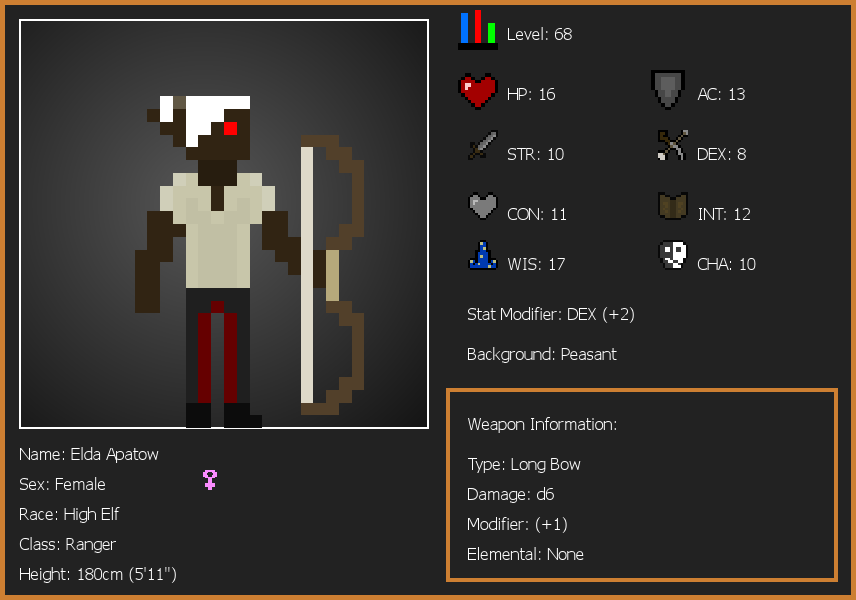 Level: 68
HP: 16
AC: 13
STR: 10
DEX: 8
CON: 11
INT: 12
WIS: 17
CHA: 10
Stat Modifier: DEX (+2)
Background: Peasant
Weapon Information:
Type: Long Bow
Damage: d6
Modifier: (+1)
Elemental: None
Name: Elda Apatow
Sex: Female
Race: High Elf
Class: Ranger
Height: 180cm (5'11")